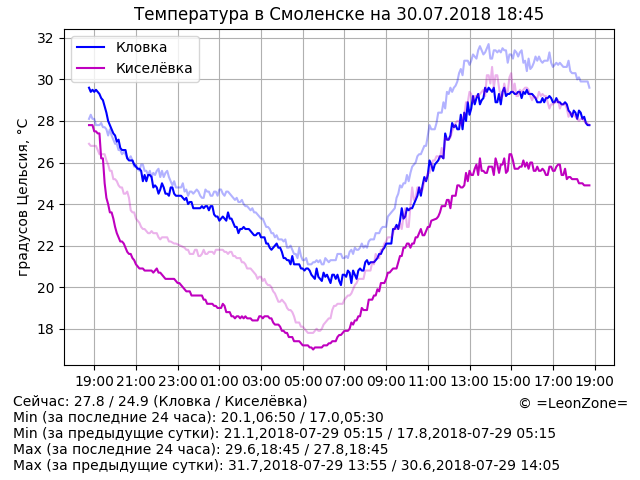 Температура в Смоленске на 30.07.2018 18:45
Кловка
Киселёвка
градусов Цельсия, °C
32
30
28
26
24
22
20
18
19:00 21:00 23:00 01:00 03:00 05:00 07:00 09:00 11:00 13:00 15:00 17:00 19:00
Сейчас: 27.8 / 24.9 (Кловка / Киселёвка)
© =LeonZone=
Min (за последние 24 часа): 20.1,06:50 / 17.0,05:30
Min (за предыдущие сутки): 21.1,2018-07-29 05:15 / 17.8,2018-07-29 05:15
Max (за последние 24 часа): 29.6,18:45 / 27.8,18:45
Max (за предыдущие сутки): 31.7,2018-07-29 13:55 / 30.6,2018-07-29 14:05